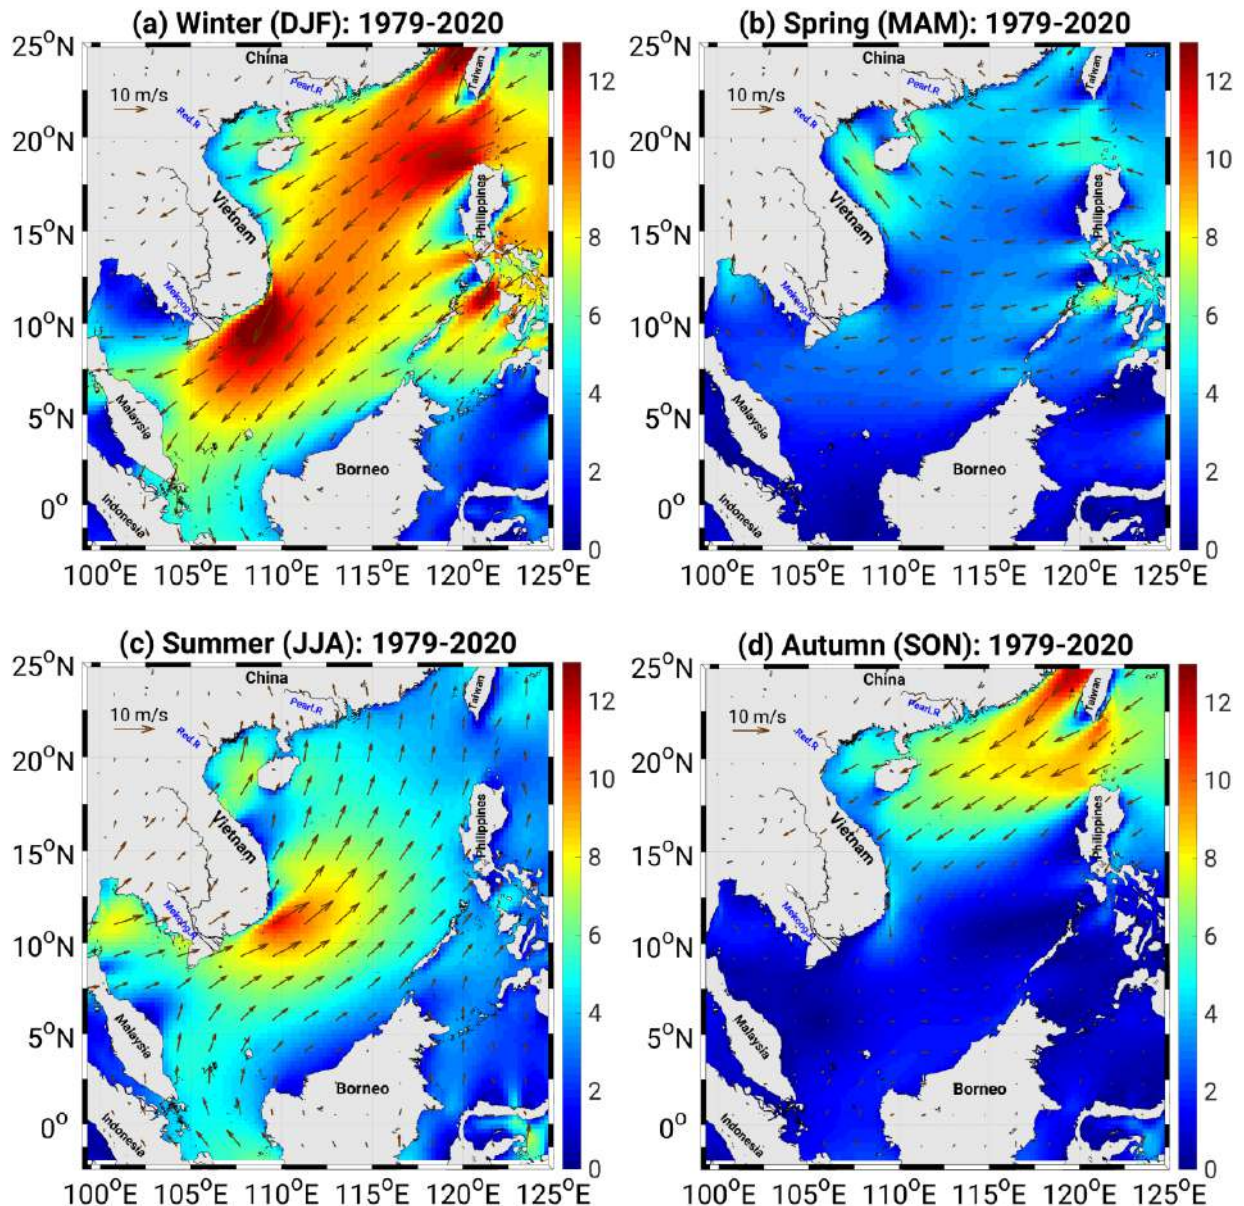 (a) Winter (DJF): 1979-2020
25°N
20°N
15°N
10°N
5°N
0°
10 m/s
China
Taiwan
Pearl.R
Red.R
Vietnam
Philippines
Mekong.R
Malaysia
Borneo
Indonesia
100°E 105°E 110°E 115°E 120°E 125°E
12
10
8
6
4
2
0
(b) Spring (MAM): 1979-2020
25°N
20°N
15°N
10°N
5°N
0°
10 m/s
China
Taiwan
Pearl.R
Red.R
Vietnam
Philippines
Mekong.R
Malaysia
Borneo
Indonesia
100°E 105°E 110°E 115°E 120°E 125°E
12
10
8
6
4
2
0
(c) Summer (JJA): 1979-2020
25°N
20°N
15°N
10°N
5°N
0°
10 m/s
China
Taiwan
Pearl.R
Red.R
Vietnam
Philippines
Mekong.R
Malaysia
Borneo
Indonesia
100°E 105°E 110°E 115°E 120°E 125°E
12
10
8
6
4
2
0
(d) Autumn (SON): 1979-2020
25°N
20°N
15°N
10°N
5°N
0°
10 m/s
China
Taiwan
Pearl.R
Red.R
Vietnam
Philippines
Mekong.R
Malaysia
Borneo
Indonesia
100°E 105°E 110°E 115°E 120°E 125°E
12
10
8
6
4
2
0